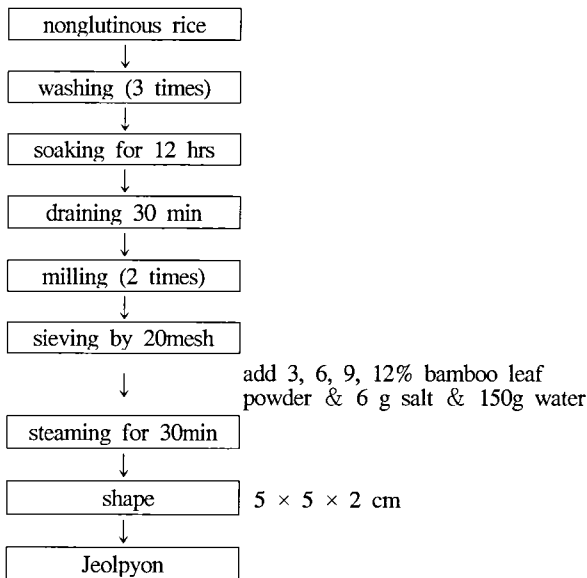 nonglutinous rice
↓
washing (3 times)
↓
soaking for 12 hrs
↓
draining 30 min
↓
milling (2 times)
↓
sieving by 20mesh
↓
add 3, 6, 9, 12% bamboo leaf
powder & 6 g salt & 150g water
steaming for 30min
↓
shape
5 × 5 × 2 cm
↓
Jeolpyon